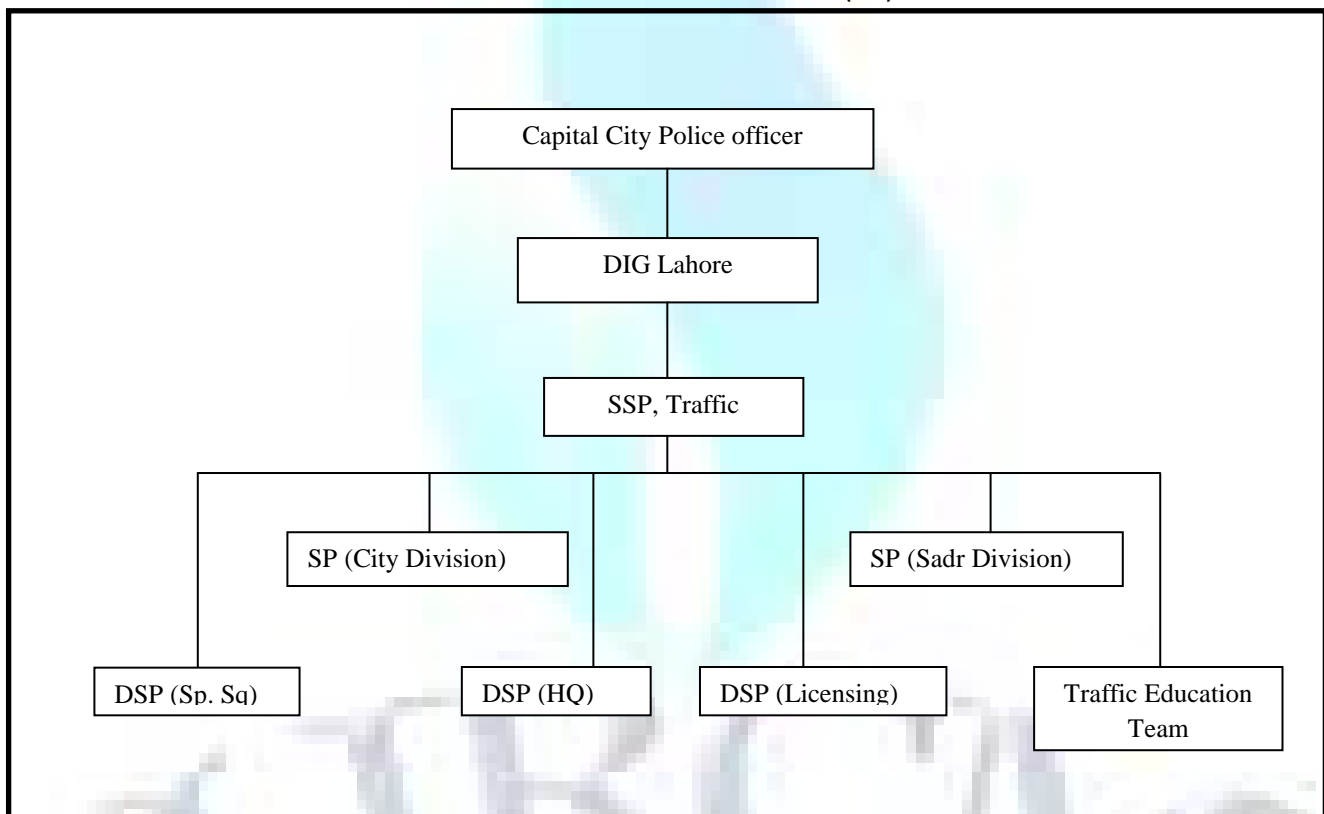 Capital City Police officer
DIG Lahore
SSP, Traffic
SP (City Division)
SP (Sadr Division)
DSP (Sp. Sq)
DSP (HQ)
DSP (Licensing)
Traffic Education
Team